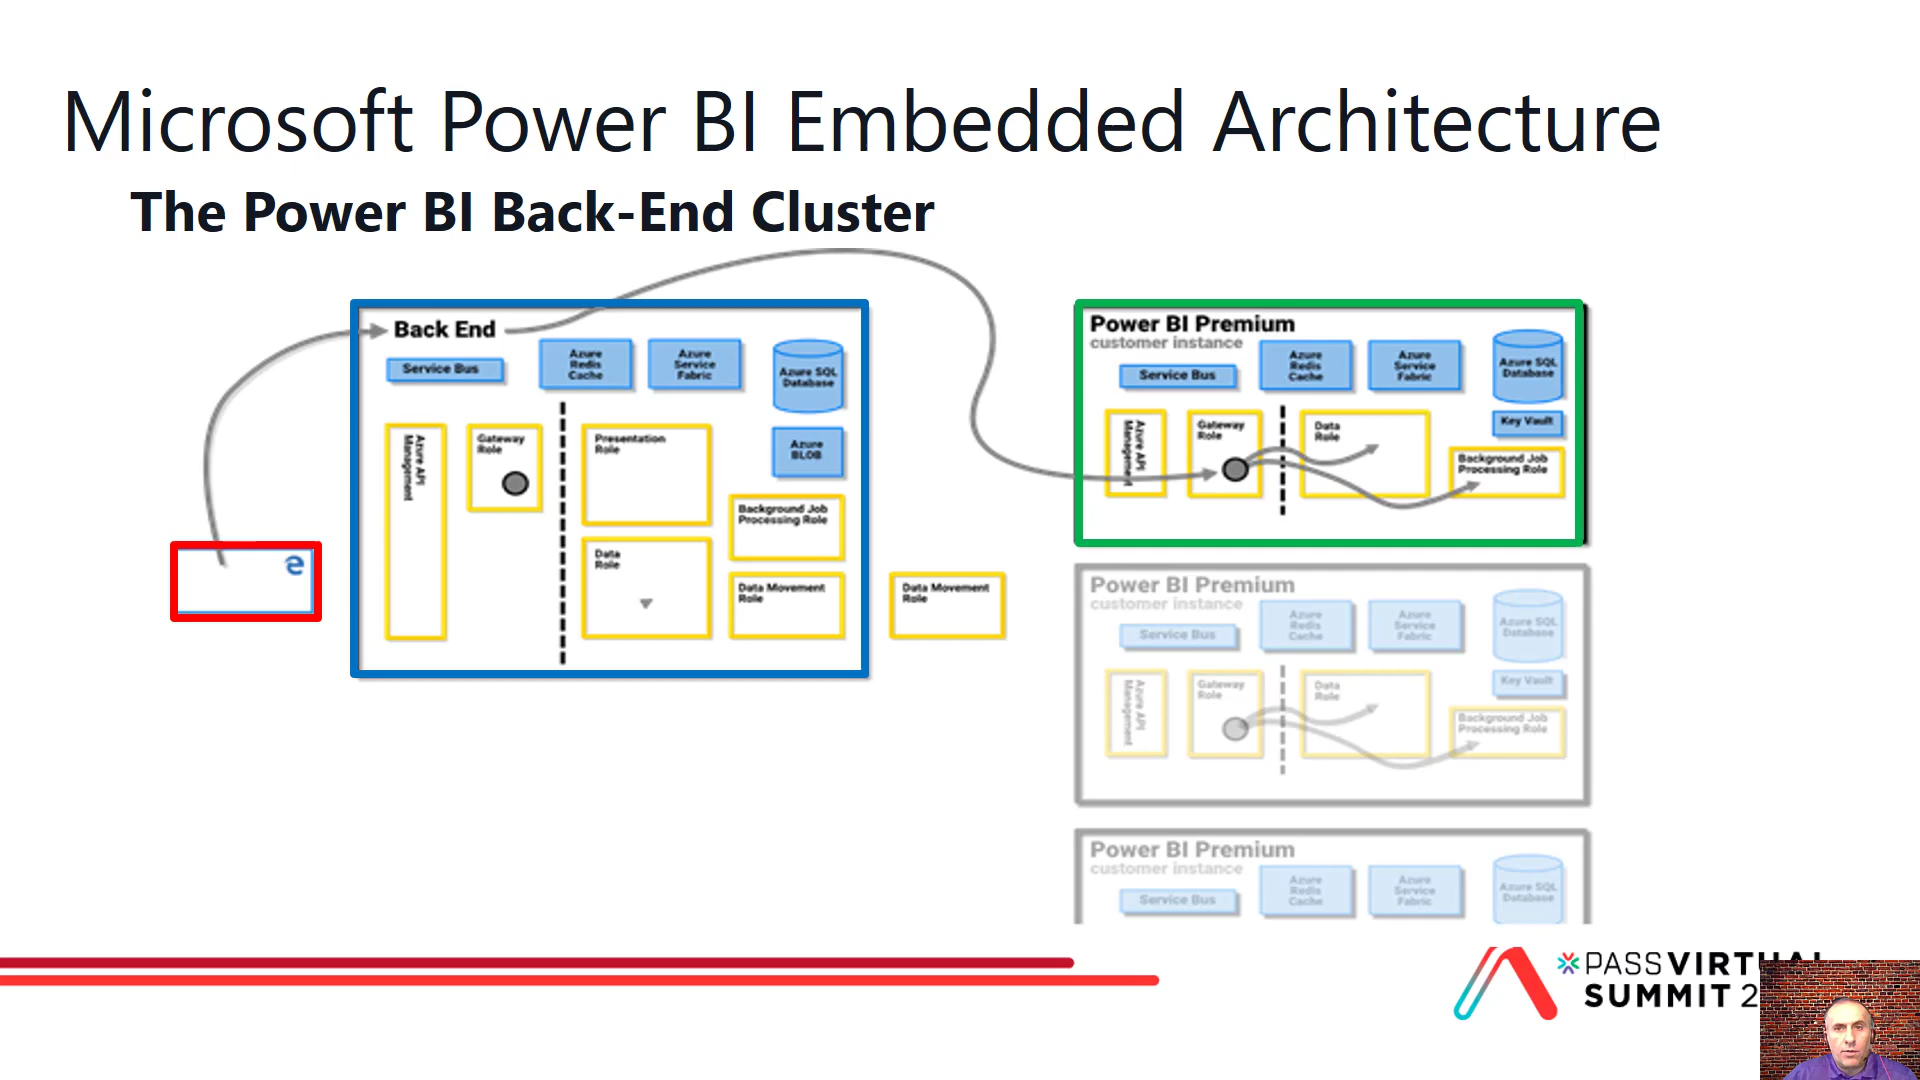 Microsoft Power BI Embedded Architecture
The Power BI Back-End Cluster
Back End
Service Bus
Azure
Redis
Cache
Azure
Service
Fabric
Azure SQL
Database
Azure API
Management
Gateway
Role
Presentation
Role
Azure
BLOB
Background Job
Processing Role
Data
Role
Data Movement
Role
Data Movement
Role
Power BI Premium
customer instance
Service Bus
Azure
Redis
Cache
Azure
Service
Fabric
Azure SQL
Database
Key Vault
Azure API
Management
Gateway
Role
Data
Role
Background Job
Processing Role
Power BI Premium
customer instance
Service Bus
Azure
Redis
Cache
Azure
Service
Fabric
Azure SQL
Database
Key Vault
Azure API
Management
Gateway
Role
Data
Role
Background Job
Processing Role
Power BI Premium
customer instance
Service Bus
Azure
Redis
Cache
Azure
Service
Fabric
Azure SQL
Database
PASS VIRTUAL
SUMMIT 2